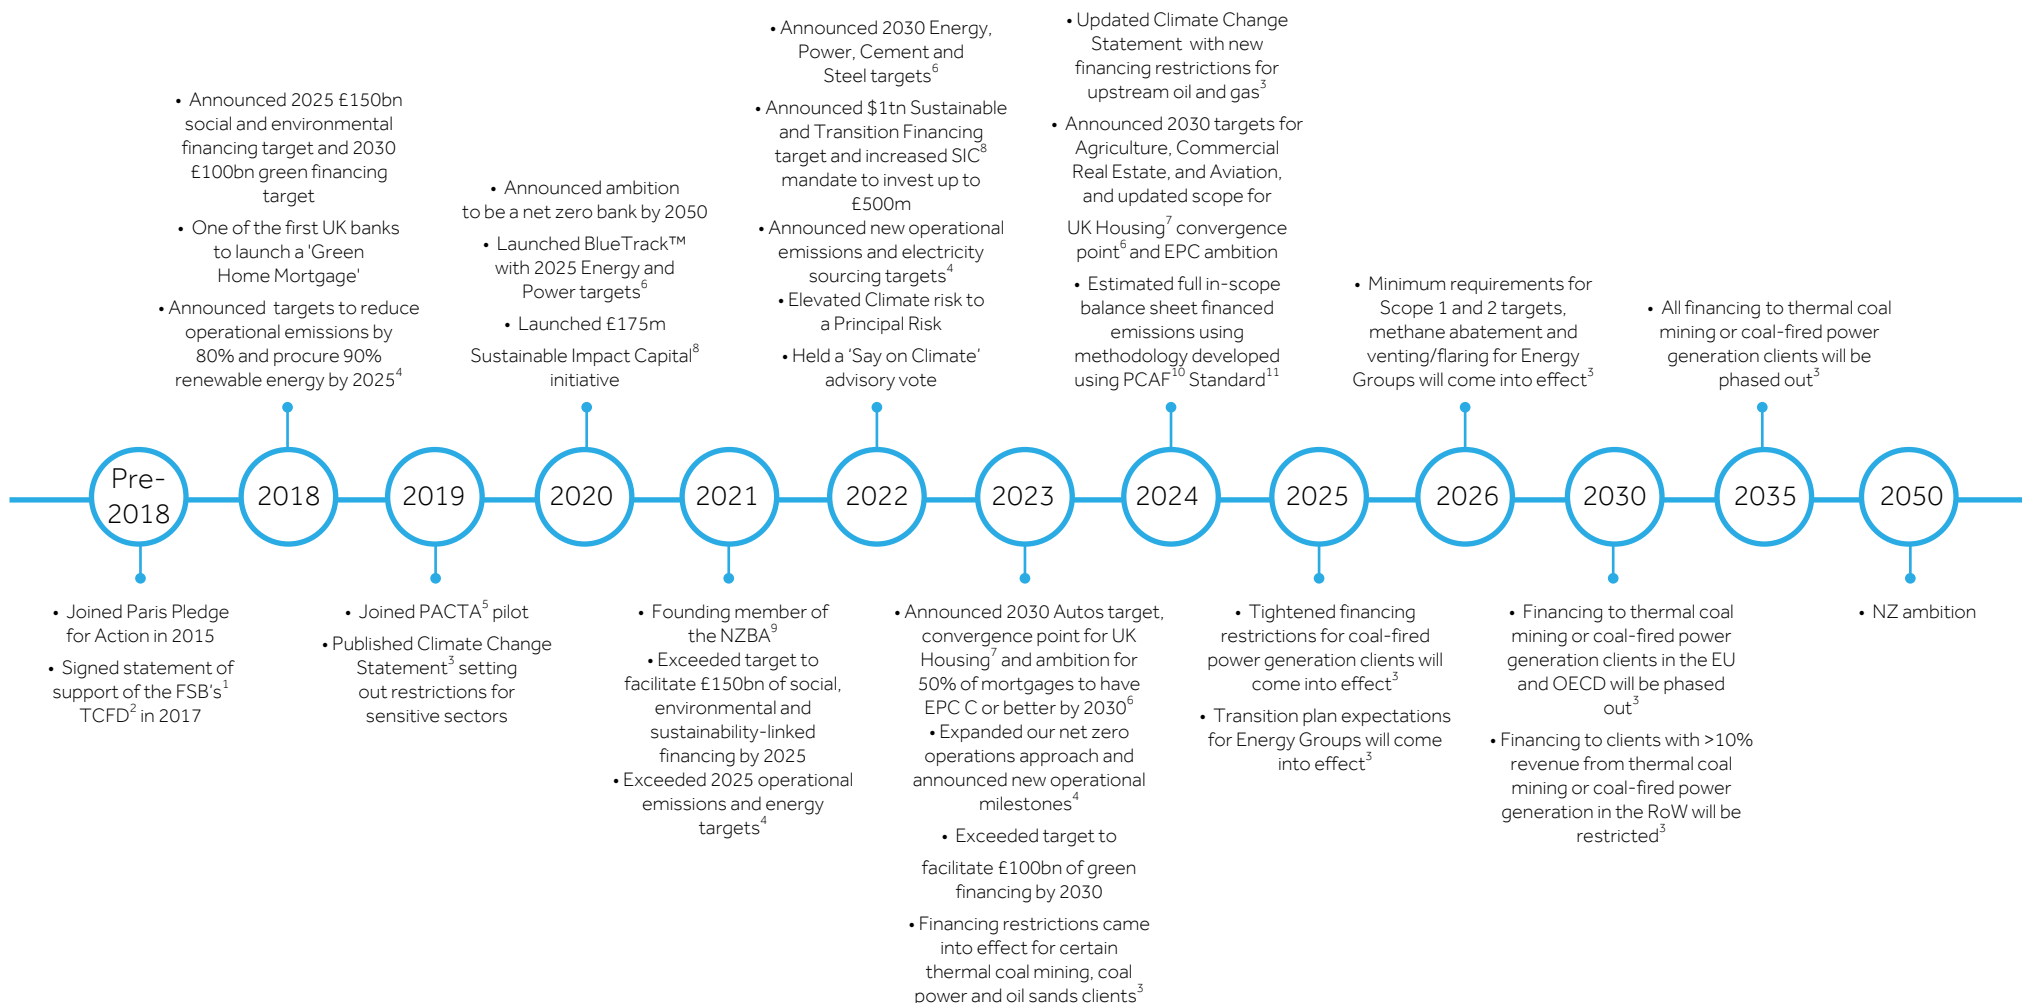 • Announced 2025 £150bn
social and environmental
financing target and 2030
£100bn green financing
target
• One of the first UK banks
to launch a 'Green
Home Mortgage'
• Announced targets to reduce
operational emissions by
80% and procure 90%
renewable energy by 2025⁴
• Announced ambition
to be a net zero bank by 2050
• Launched BlueTrack™
with 2025 Energy and
Power targets⁶
• Launched £175m
Sustainable Impact Capital⁸
initiative
• Announced 2030 Energy,
Power, Cement and
Steel targets⁶
• Announced $1tn Sustainable
and Transition Financing
target and increased SIC⁸
mandate to invest up to
£500m
• Announced new operational
emissions and electricity
sourcing targets⁴
• Elevated Climate risk to
a Principal Risk
• Held a 'Say on Climate'
advisory vote
• Updated Climate Change
Statement with new
financing restrictions for
upstream oil and gas³
• Announced 2030 targets for
Agriculture, Commercial
Real Estate, and Aviation,
and updated scope for
UK Housing⁷ convergence
point⁶ and EPC ambition
• Estimated full in-scope
balance sheet financed
emissions using
methodology developed
using PCAF¹⁰ Standard¹¹
• Minimum requirements for
Scope 1 and 2 targets,
methane abatement and
venting/flaring for Energy
Groups will come into effect³
• All financing to thermal coal
mining or coal-fired power
generation clients will be
phased out³
Pre-
2018
2018
2019
2020
2021
2022
2023
2024
2025
2026
2030
2035
2050
• Joined Paris Pledge
for Action in 2015
• Signed statement of
support of the FSB's¹
TCFD² in 2017
• Joined PACTA⁵ pilot
• Published Climate Change
Statement³ setting
out restrictions for
sensitive sectors
• Founding member of
the NZBA⁹
• Exceeded target to
facilitate £150bn of social,
environmental and
sustainability-linked
financing by 2025
• Exceeded 2025 operational
emissions and energy
targets⁴
• Announced 2030 Autos target,
convergence point for UK
Housing⁷ and ambition for
50% of mortgages to have
EPC C or better by 2030⁶
• Expanded our net zero
operations approach and
announced new operational
milestones⁴
• Exceeded target to
facilitate £100bn of green
financing by 2030
• Financing restrictions came
into effect for certain
thermal coal mining, coal
power and oil sands clients³
• Tightened financing
restrictions for coal-fired
power generation clients will
come into effect³
• Transition plan expectations
for Energy Groups will come
into effect³
• Financing to thermal coal
mining or coal-fired power
generation clients in the EU
and OECD will be phased
out³
• Financing to clients with >10%
revenue from thermal coal
mining or coal-fired power
generation in the RoW will be
restricted³
• NZ ambition